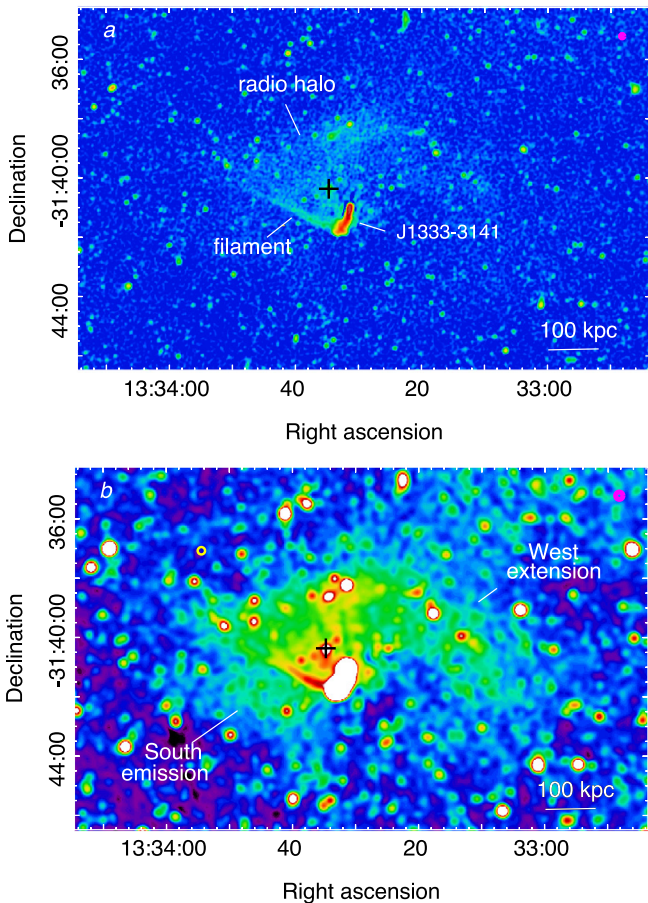 a
36:00
radio halo
Declination
-31:40:00
filament
J1333-3141
44:00
100 kpc
13:34:00
40
20
33:00
Right ascension
b
36:00
West
extension
Declination
-31:40:00
South
emission
44:00
100 kpc
13:34:00
40
20
33:00
Right ascension